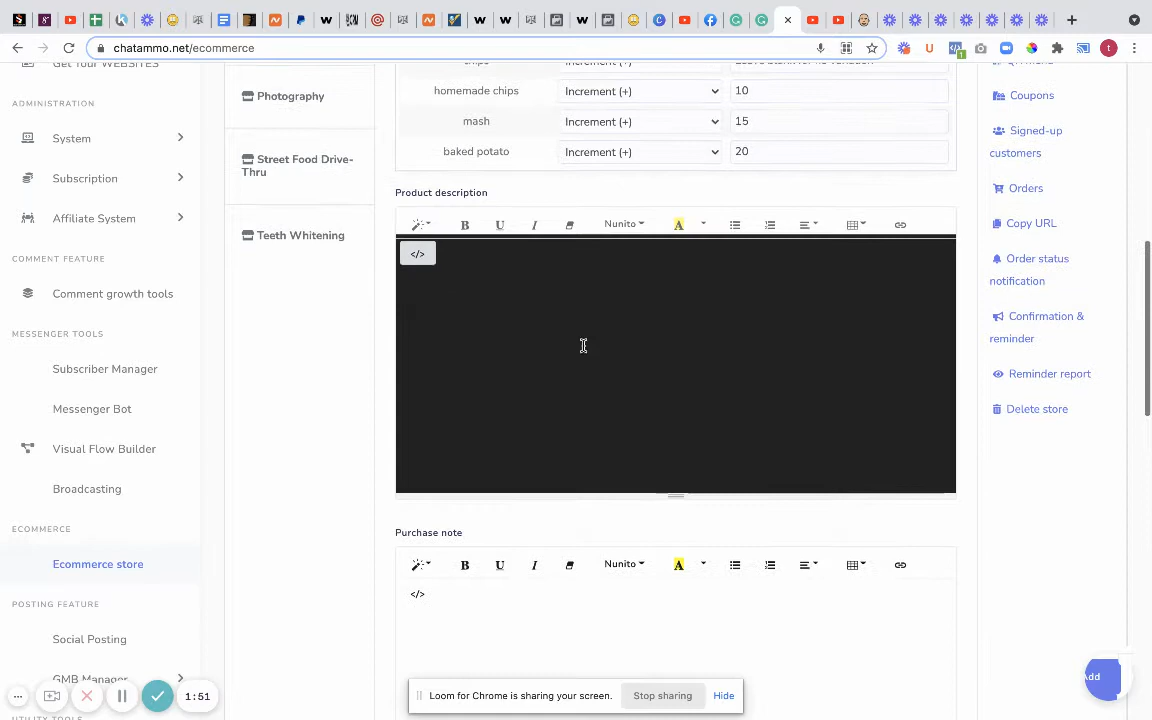 chatammo.net/ecommerce
Get Your WEBSITES
ADMINISTRATION
System
Subscription
Affiliate System
COMMENT FEATURE
Comment growth tools
MESSENGER TOOLS
Subscriber Manager
Messenger Bot
Visual Flow Builder
Broadcasting
ECOMMERCE
Ecommerce store
POSTING FEATURE
Social Posting
GMB Manager
1:51
Photography
Street Food Drive-
Thru
Teeth Whitening
chips
homemade chips Increment (+) 10
mash Increment (+) 15
baked potato Increment (+) 20
Product description
B U I Nunito A
</>
Purchase note
B U I Nunito A
</>
Coupons
Signed-up
customers
Orders
Copy URL
Order status
notification
Confirmation &
reminder
Reminder report
Delete store
Add
Loom for Chrome is sharing your screen. Stop sharing Hide